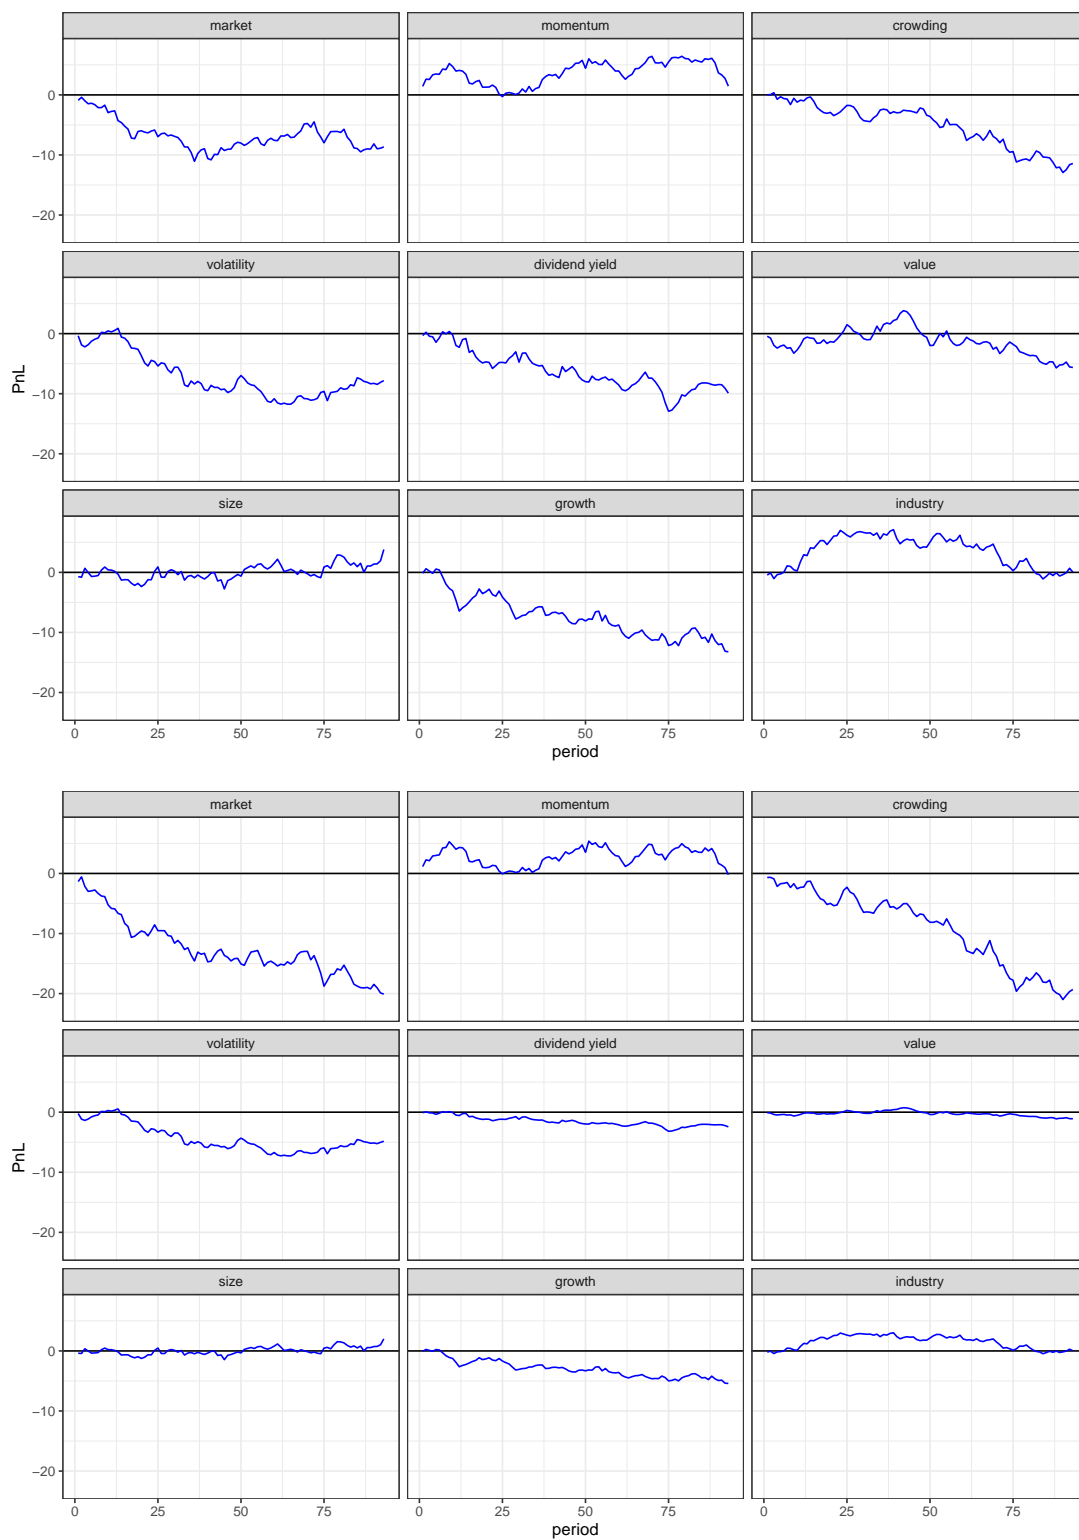 market momentum crowding
0
−10
−20
volatility dividend yield value
0
−10
−20
PnL
size growth industry
0
−10
−20
0 25 50 75 0 25 50 75 0 25 50 75
period
market momentum crowding
0
−10
−20
volatility dividend yield value
0
−10
−20
PnL
size growth industry
0
−10
−20
0 25 50 75 0 25 50 75 0 25 50 75
period